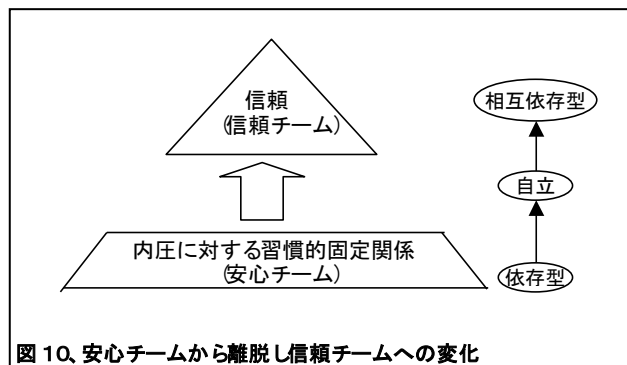 信頼
(信頼チーム)
相互依存型
自立
内圧に対する習慣的固定関係
(安心チーム)
依存型
図 10、安心チームから離脱し信頼チームへの変化